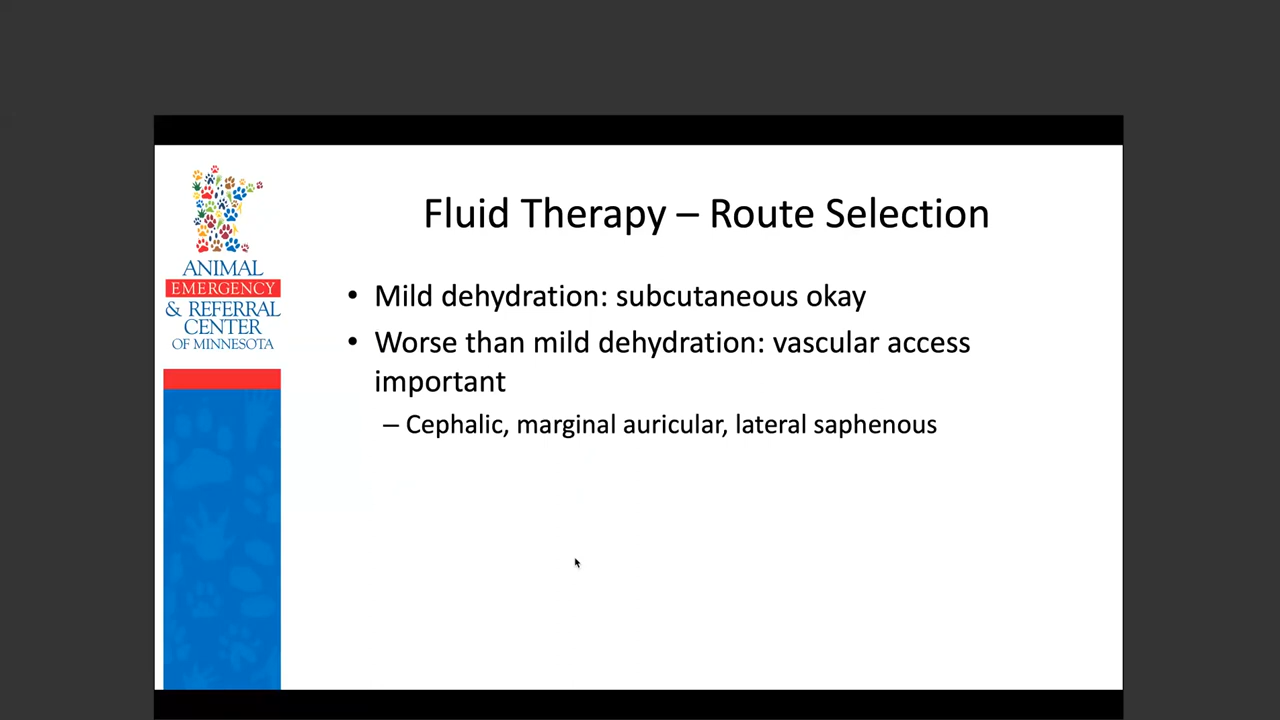 ANIMAL
EMERGENCY
& REFERRAL
CENTER
OF MINNESOTA
Fluid Therapy – Route Selection
• Mild dehydration: subcutaneous okay
• Worse than mild dehydration: vascular access
important
– Cephalic, marginal auricular, lateral saphenous